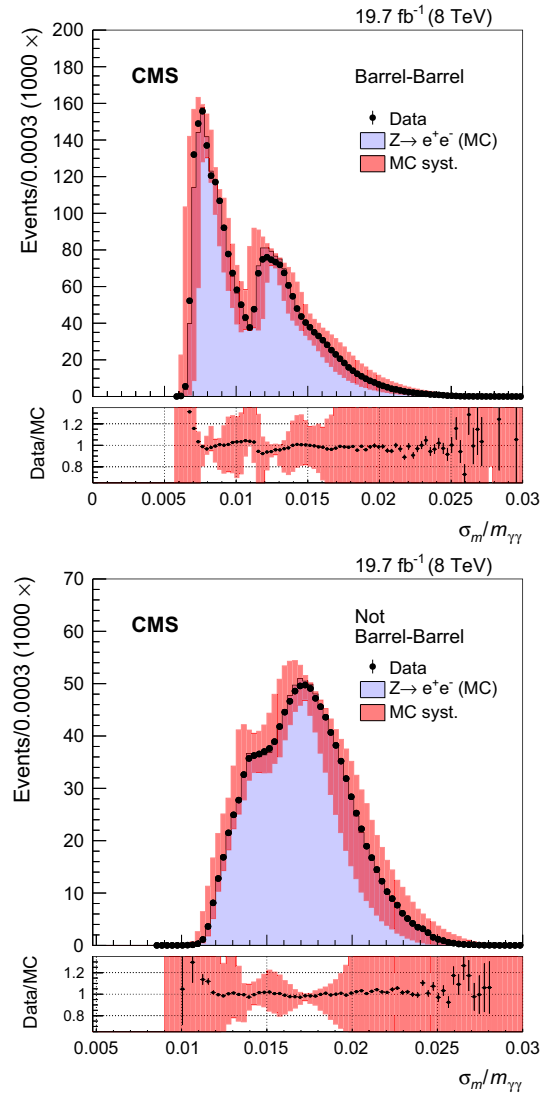 19.7 fb⁻¹ (8 TeV)
Events/0.0003 (1000 ×)
200
180
160
140
120
100
80
60
40
20
0
CMS
Barrel-Barrel
Data
Z→ e⁺e⁻ (MC)
MC syst.
Data/MC
1.2
1
0.8
0 0.005 0.01 0.015 0.02 0.025 0.03
σₘ/mγγ
19.7 fb⁻¹ (8 TeV)
Events/0.0003 (1000 ×)
70
60
50
40
30
20
10
0
CMS
Not
Barrel-Barrel
Data
Z→ e⁺e⁻ (MC)
MC syst.
Data/MC
1.2
1
0.8
0.005 0.01 0.015 0.02 0.025 0.03
σₘ/mγγ